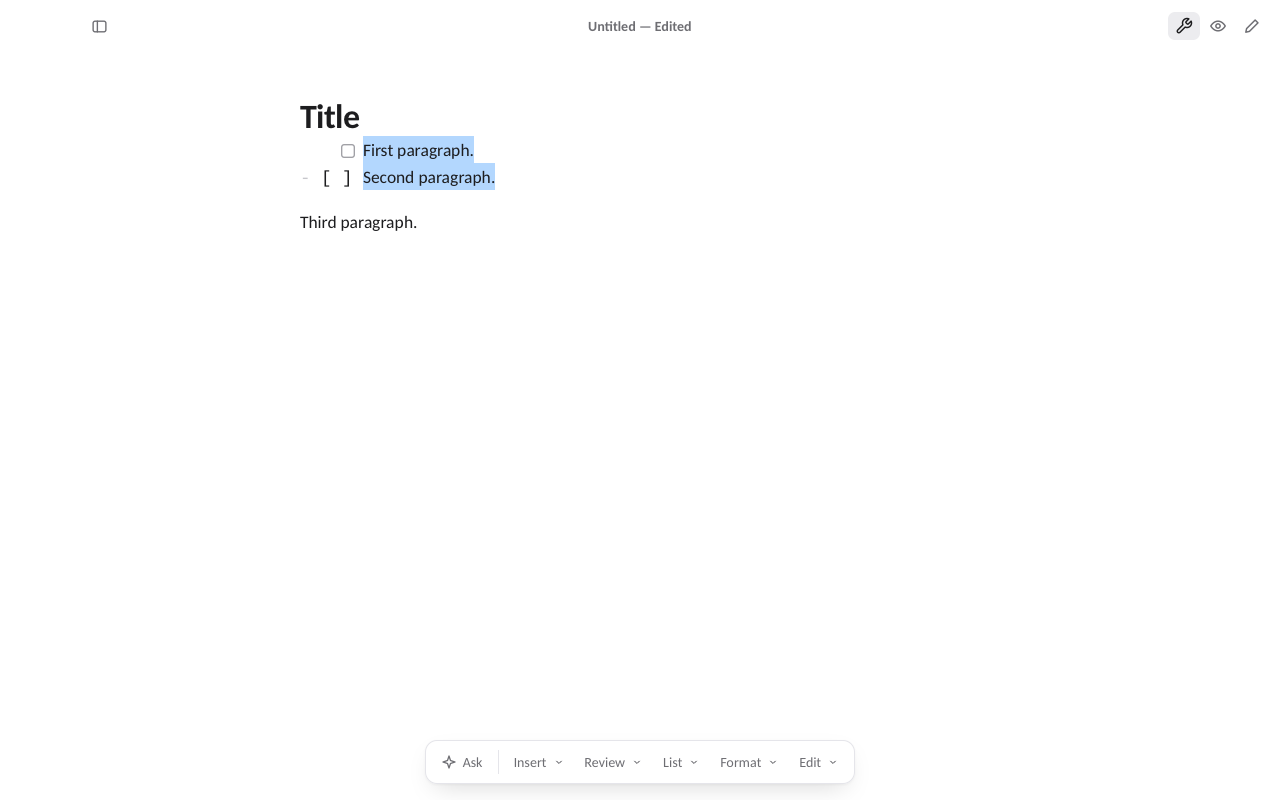 Untitled — Edited
Title
First paragraph.
- [ ] Second paragraph.
Third paragraph.
Ask Insert Review List Format Edit